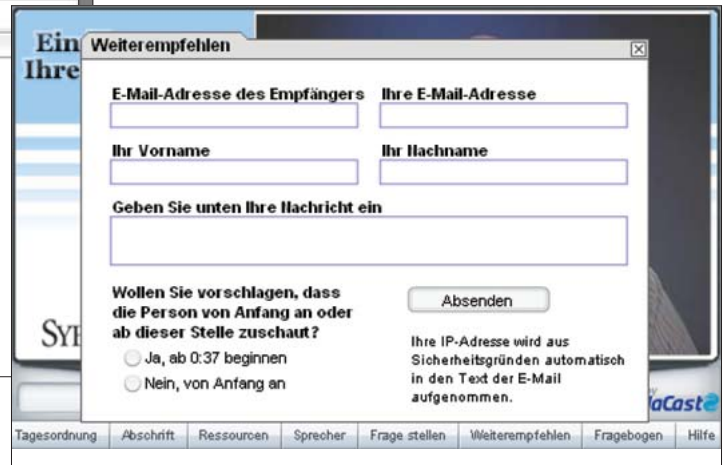 Ein
Ihre
Weiterempfehlen
E-Mail-Adresse des Empfängers
Ihre E-Mail-Adresse
Ihr Vorname
Ihr Nachname
Geben Sie unten Ihre Nachricht ein
Wollen Sie vorschlagen, dass
die Person von Anfang an oder
ab dieser Stelle zuschaut?
Ja, ab 0:37 beginnen
Nein, von Anfang an
Absenden
Ihre IP-Adresse wird aus
Sicherheitsgründen automatisch
in den Text der E-Mail
aufgenommen.
Tagesordnung
Abschrift
Ressourcen
Sprecher
Frage stellen
Weiterempfehlen
Fragebogen
Hilfe